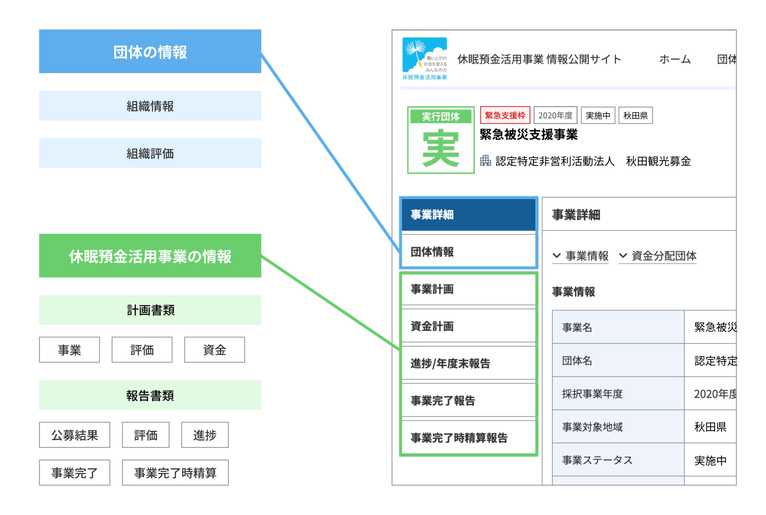 団体の情報
組織情報
組織評価
休眠預金活用事業の情報
計画書類
事業
評価
資金
報告書類
公募結果
評価
進捗
事業完了
事業完了時精算
休眠預金活用事業
休眠預金活用事業 情報公開サイト
ホーム
団体
実行団体
実
緊急支援枠
2020年度
実施中
秋田県
緊急被災支援事業
認定特定非営利活動法人 秋田観光募金
事業詳細
団体情報
事業計画
資金計画
進捗/年度末報告
事業完了報告
事業完了時精算報告
事業詳細
事業情報
資金分配団体
事業情報
事業名
緊急被災
団体名
認定特定
採択事業年度
2020年度
事業対象地域
秋田県
事業ステータス
実施中